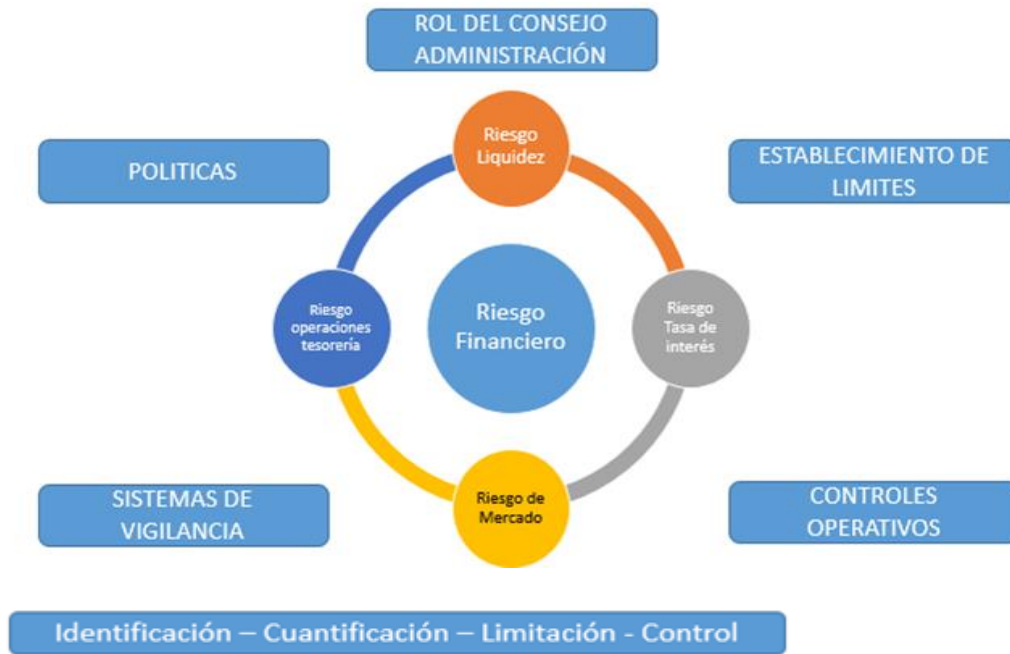 ROL DEL CONSEJO
ADMINISTRACIÓN
Riesgo
Liquidez
POLITICAS
ESTABLECIMIENTO DE
LIMITES
Riesgo
operaciones
tesorería
Riesgo
Financiero
Riesgo
Tasa de
interés
Riesgo de
Mercado
SISTEMAS DE
VIGILANCIA
CONTROLES
OPERATIVOS
Identificación – Cuantificación – Limitación - Control